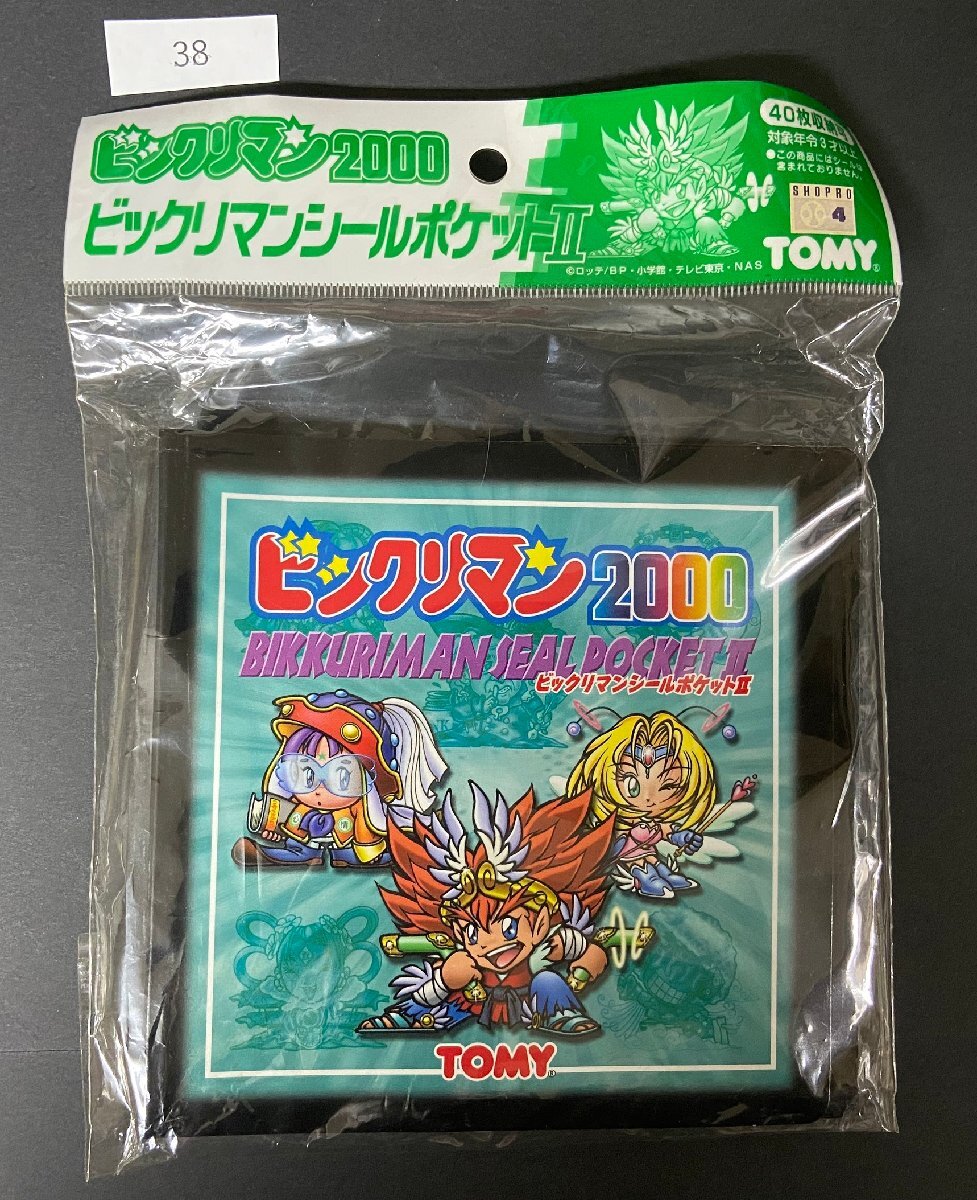 38
ビックリマン2000
ビックリマンシールポケットII
40枚収納
対象年令3才以上
●この商品にはシールは
含まれておりません。
SHOPRO
4
TOMY®
©ロッテ/BP・小学館・テレビ東京・NAS
ビックリマン2000
BIKKURIMAN SEAL POCKET II
ビックリマンシールポケットII
TOMY®